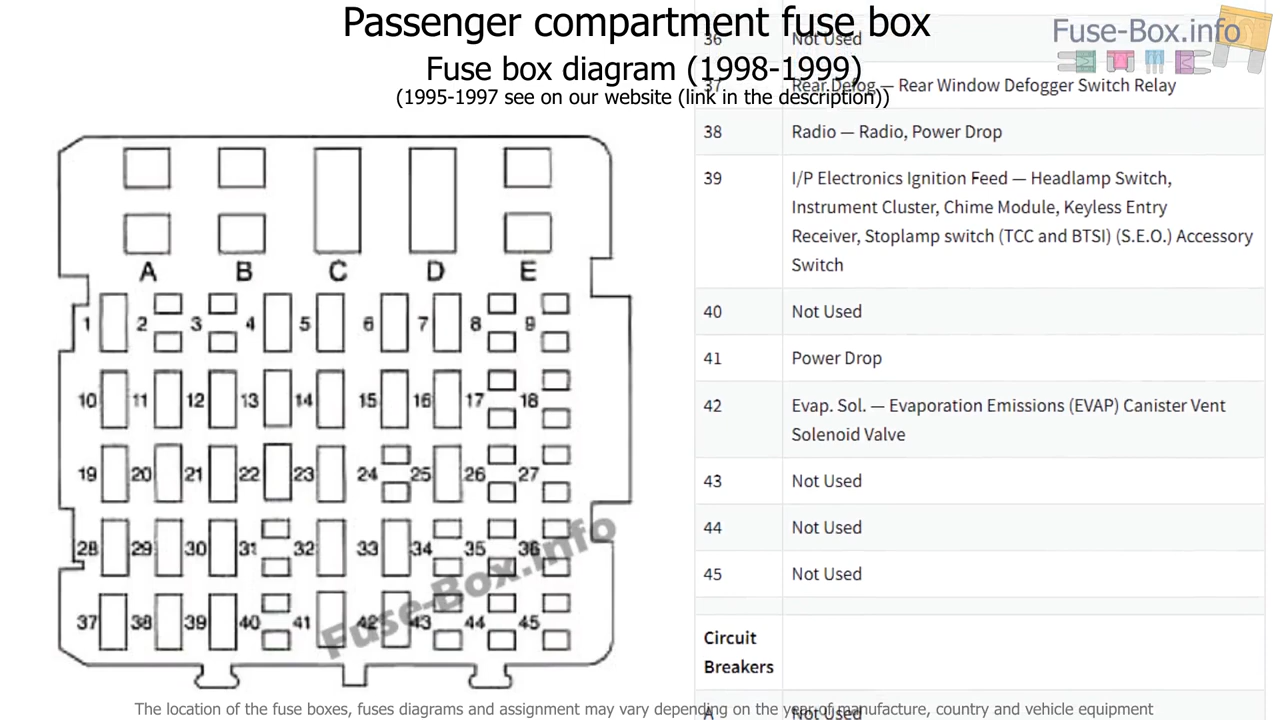 Passenger compartment fuse box
Fuse box diagram (1998-1999)
(1995-1997 see on our website (link in the description))
Fuse-Box.info
A B C D E
1 2 3 4 5 6 7 8 9
10 11 12 13 14 15 16 17 18
19 20 21 22 23 24 25 26 27
28 29 30 31 32 33 34 35 36
37 38 39 40 41 42 43 44 45
Fuse-Box.info
36 Not Used
37 Rear Defog — Rear Window Defogger Switch Relay
38 Radio — Radio, Power Drop
39 I/P Electronics Ignition Feed — Headlamp Switch,
Instrument Cluster, Chime Module, Keyless Entry
Receiver, Stoplamp switch (TCC and BTSI) (S.E.O.) Accessory
Switch
40 Not Used
41 Power Drop
42 Evap. Sol. — Evaporation Emissions (EVAP) Canister Vent
Solenoid Valve
43 Not Used
44 Not Used
45 Not Used
Circuit
Breakers
A Not Used
The location of the fuse boxes, fuses diagrams and assignment may vary depending on the year of manufacture, country and vehicle equipment